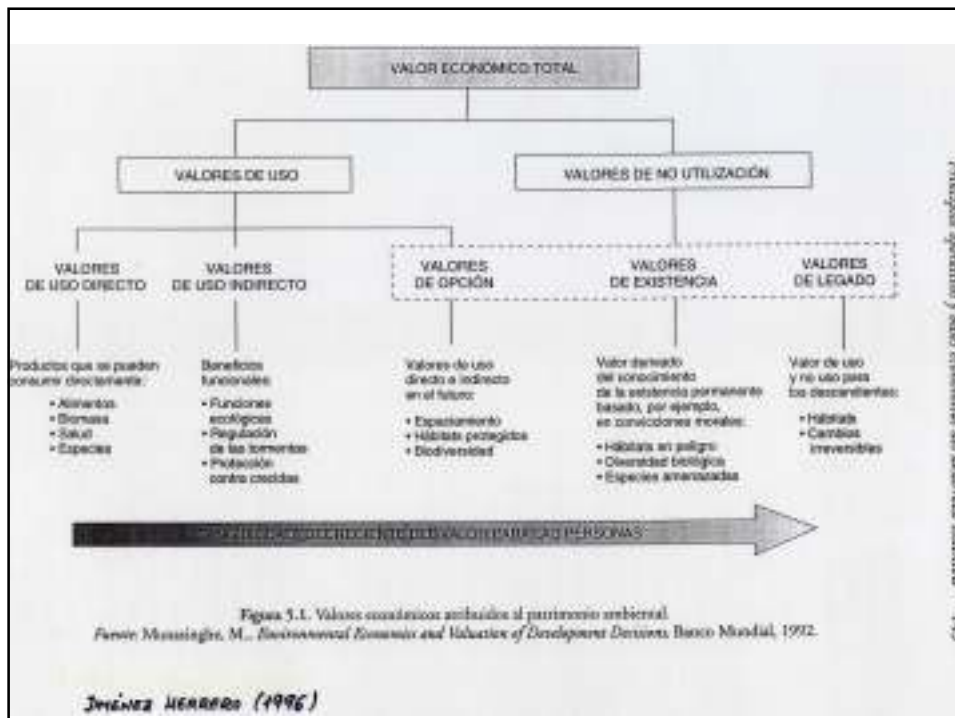 VALOR ECONÓMICO TOTAL
VALORES DE USO
VALORES DE NO UTILIZACIÓN
VALORES
DE USO DIRECTO
VALORES
DE USO INDIRECTO
VALORES
DE OPCIÓN
VALORES
DE EXISTENCIA
VALORES
DE LEGADO
Productos que se pueden
consumir directamente:
• Alimentos
• Biomasa
• Salud
• Especies
Beneficios
funcionales:
• Funciones
ecológicas
• Regulación
de las tormentas
• Protección
contra crecidas
Valores de uso
directo e indirecto
en el futuro:
• Esparcimiento
• Hábitats protegidos
• Biodiversidad
Valor derivado
del conocimiento
de la existencia permanente
basado, por ejemplo,
en convicciones morales:
• Hábitats en peligro
• Diversidad biológica
• Especies amenazadas
Valor de uso
y no uso para
los descendientes:
• Hábitats
• Cambios
irreversibles
DECRECIENTE DEL VALOR PARA LAS PERSONAS
Figura 5.1. Valores económicos atribuidos al patrimonio ambiental.
Fuente: Munasinghe, M., Environmental Economics and Valuation of Development Decisions, Banco Mundial, 1992.
JIMÉNEZ HERRERO (1996)